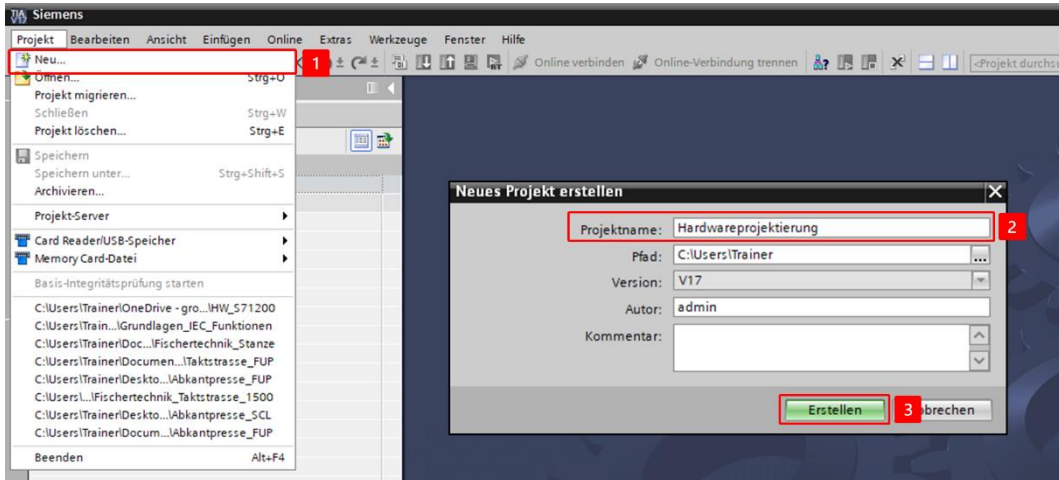 Siemens
Projekt Bearbeiten Ansicht Einfügen Online Extras Werkzeuge Fenster Hilfe
Neu...
1
Online verbinden Online-Verbindung trennen <Projekt durchsu
Öffnen... Strg+O
Projekt migrieren...
Schließen Strg+W
Projekt löschen... Strg+E
Speichern
Speichern unter... Strg+Shift+S
Archivieren...
Projekt-Server
Card Reader/USB-Speicher
Memory Card-Datei
Basis-Integritätsprüfung starten
C:\Users\Trainer\OneDrive - gro...\HW_S71200
C:\Users\Train...\Grundlagen_IEC_Funktionen
C:\Users\Trainer\Doc...\Fischertechnik_Stanze
C:\Users\Trainer\Documen...\Taktstrasse_FUP
C:\Users\Trainer\Deskto...\Abkantpresse_FUP
C:\Users\...\Fischertechnik_Taktstrasse_1500
C:\Users\Trainer\Deskto...\Abkantpresse_SCL
C:\Users\Trainer\Docum...\Abkantpresse_FUP
Beenden Alt+F4
Neues Projekt erstellen
Projektname: Hardwareprojektierung
2
Pfad: C:\Users\Trainer ...
Version: V17
Autor: admin
Kommentar:
Erstellen 3 bbrechen